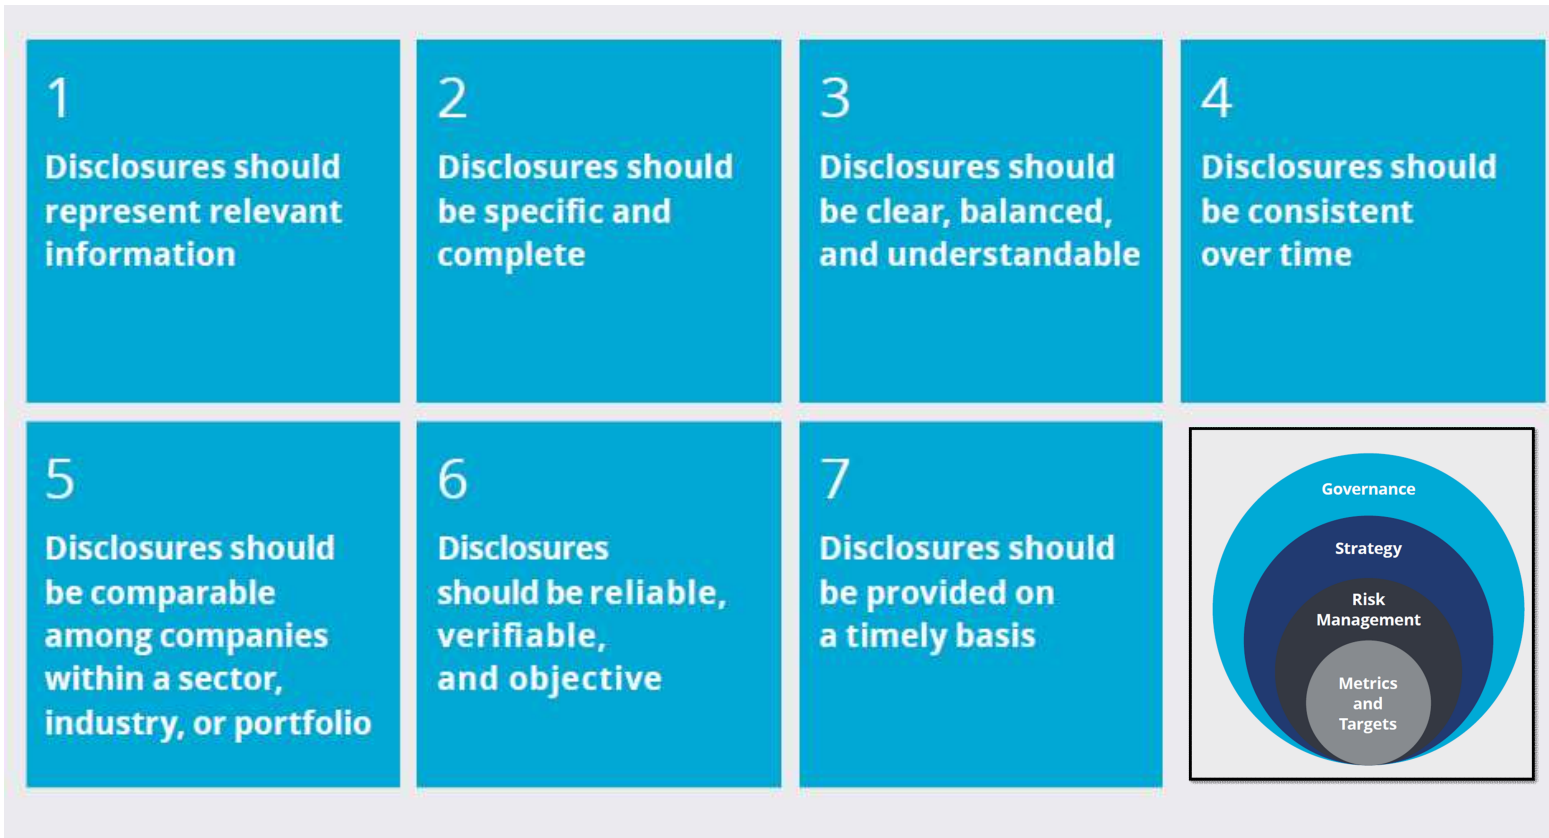 1
Disclosures should
represent relevant
information
2
Disclosures should
be specific and
complete
3
Disclosures should
be clear, balanced,
and understandable
4
Disclosures should
be consistent
over time
5
Disclosures should
be comparable
among companies
within a sector,
industry, or portfolio
6
Disclosures
should be reliable,
verifiable,
and objective
7
Disclosures should
be provided on
a timely basis
Governance
Strategy
Risk
Management
Metrics
and
Targets